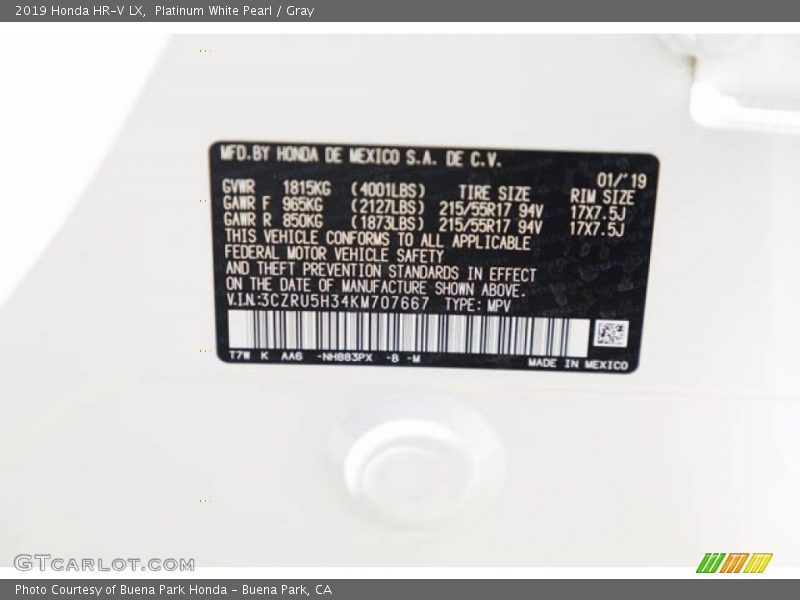 2019 Honda HR-V LX,  Platinum White Pearl / Gray
MFD.BY HONDA DE MEXICO S.A. DE C.V.
01/'19
GVWR 1815KG (4001LBS) TIRE SIZE RIM SIZE
GAWR F 965KG (2127LBS) 215/55R17 94V 17X7.5J
GAWR R 850KG (1873LBS) 215/55R17 94V 17X7.5J
THIS VEHICLE CONFORMS TO ALL APPLICABLE
FEDERAL MOTOR VEHICLE SAFETY
AND THEFT PREVENTION STANDARDS IN EFFECT
ON THE DATE OF MANUFACTURE SHOWN ABOVE.
V.I.N.:3CZRU5H34KM707667 TYPE: MPV
T7W K AA6 -NH883PX -B -M
MADE IN MEXICO
GTCARLOT.COM
Photo Courtesy of Buena Park Honda - Buena Park, CA